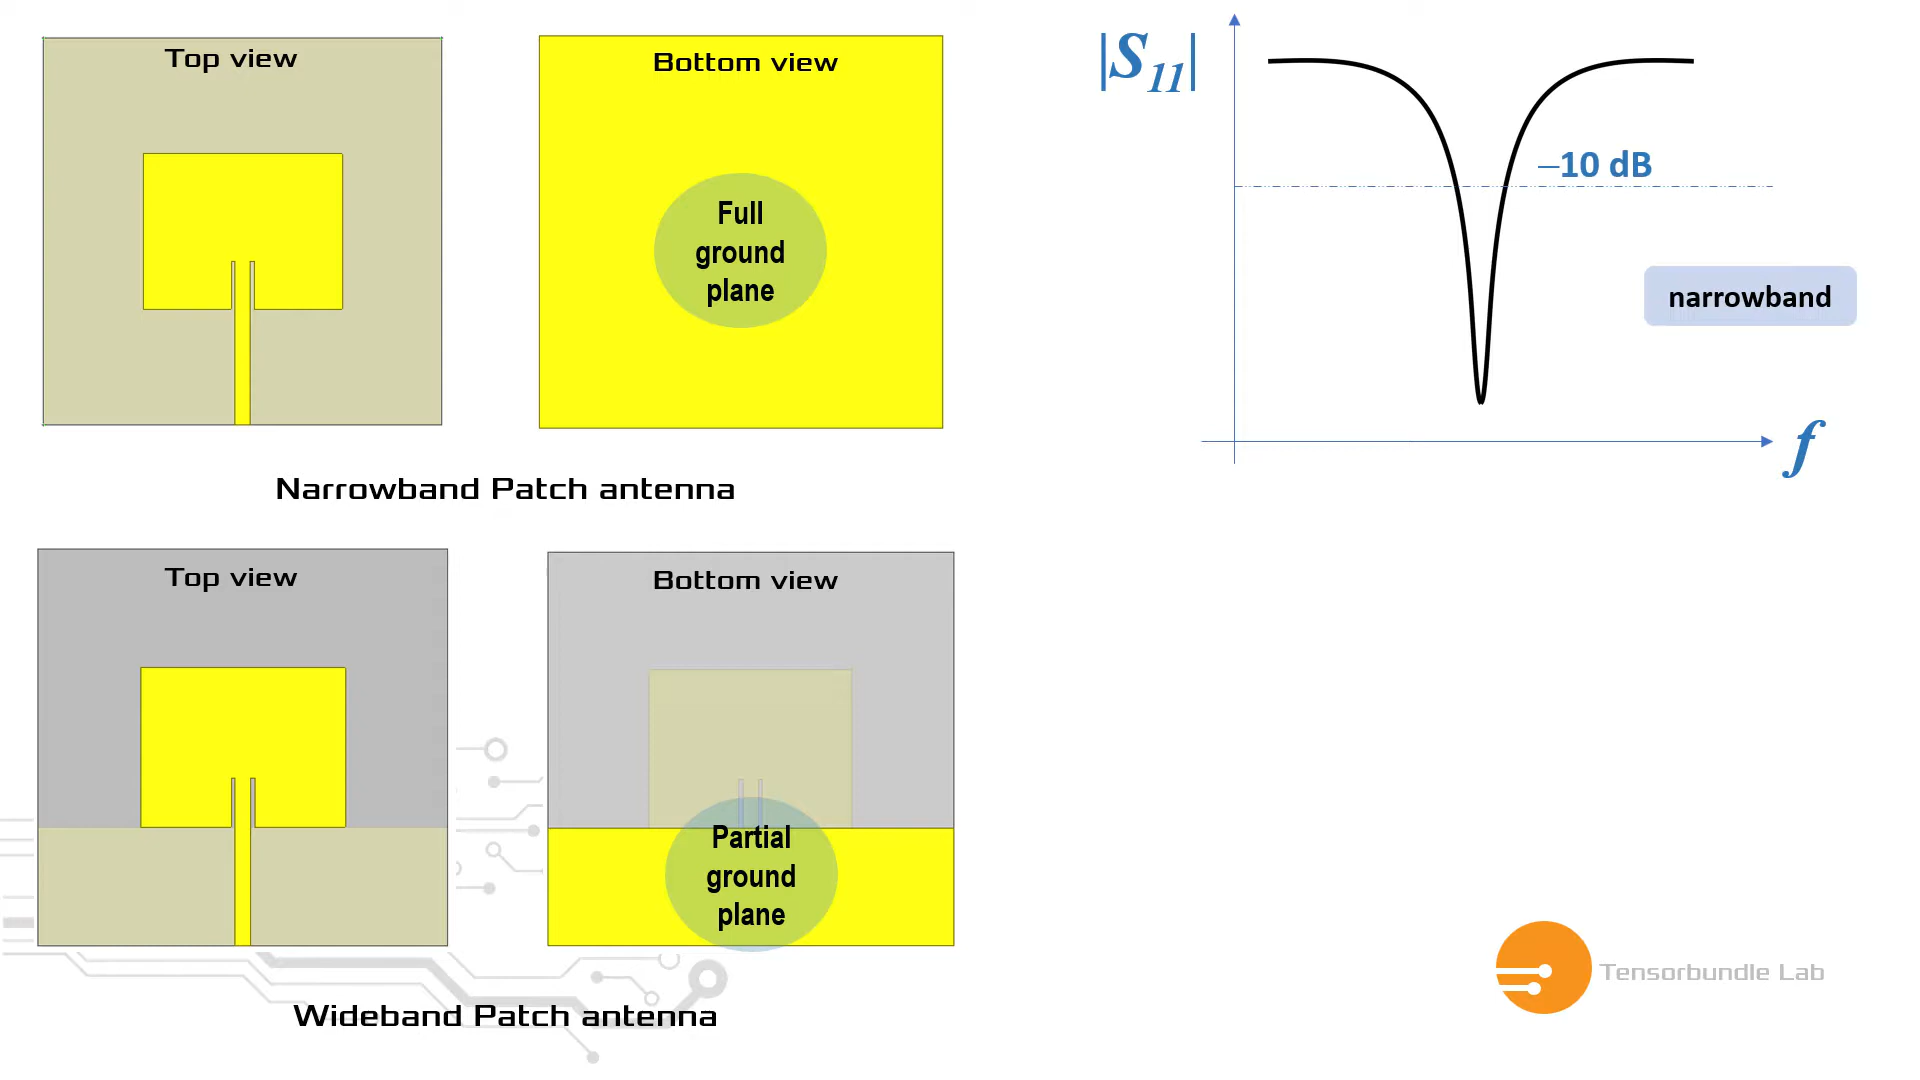 Top view
Bottom view
Full
ground
plane
Narrowband Patch antenna
|S11|
–10 dB
narrowband
f
Top view
Bottom view
Partial
ground
plane
Wideband Patch antenna
Tensorbundle Lab